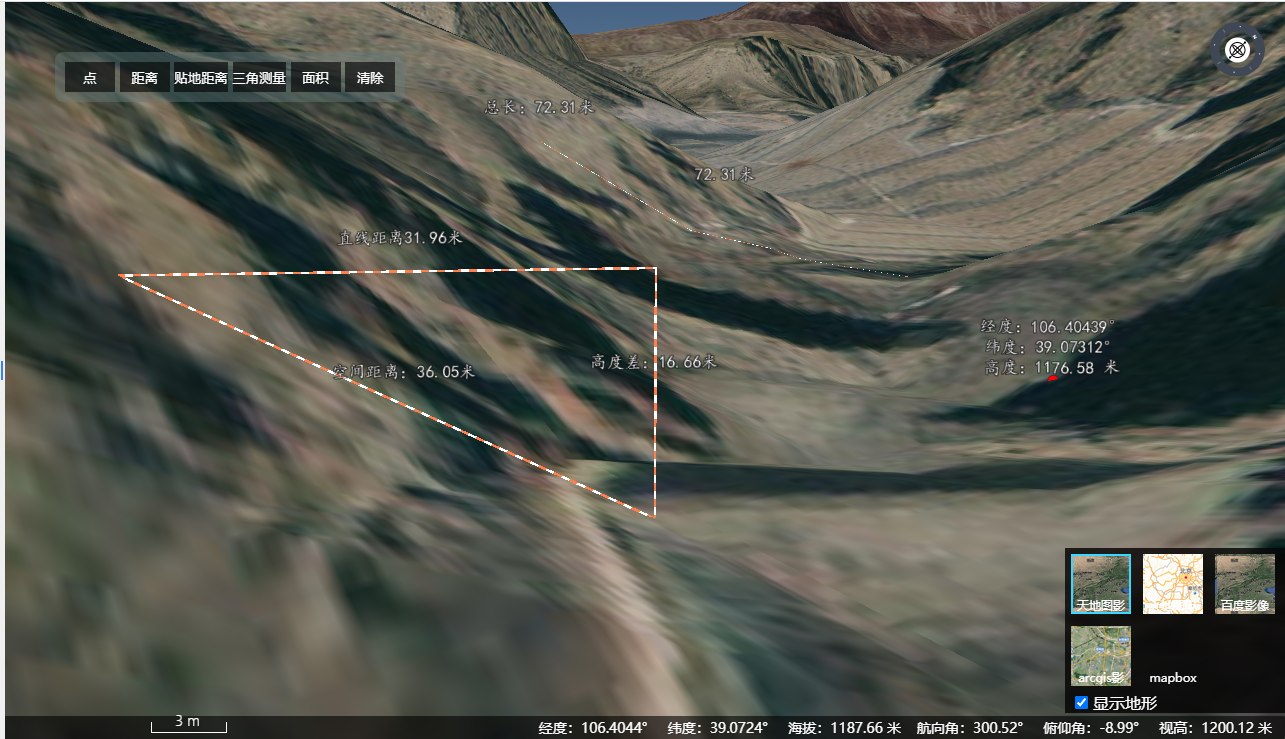 点 距离 贴地距离 三角测量 面积 清除
总长：72.31米
72.31米
直线距离31.96米
经度：106.40439°
纬度：39.07312°
高度：1176.58 米
高度差：16.66米
空间距离：36.05米
天地图影 百度影像
arcgis影 mapbox
显示地形
3 m
经度：106.4044° 纬度：39.0724° 海拔：1187.66 米 航向角：300.52° 俯仰角：-8.99° 视高：1200.12 米